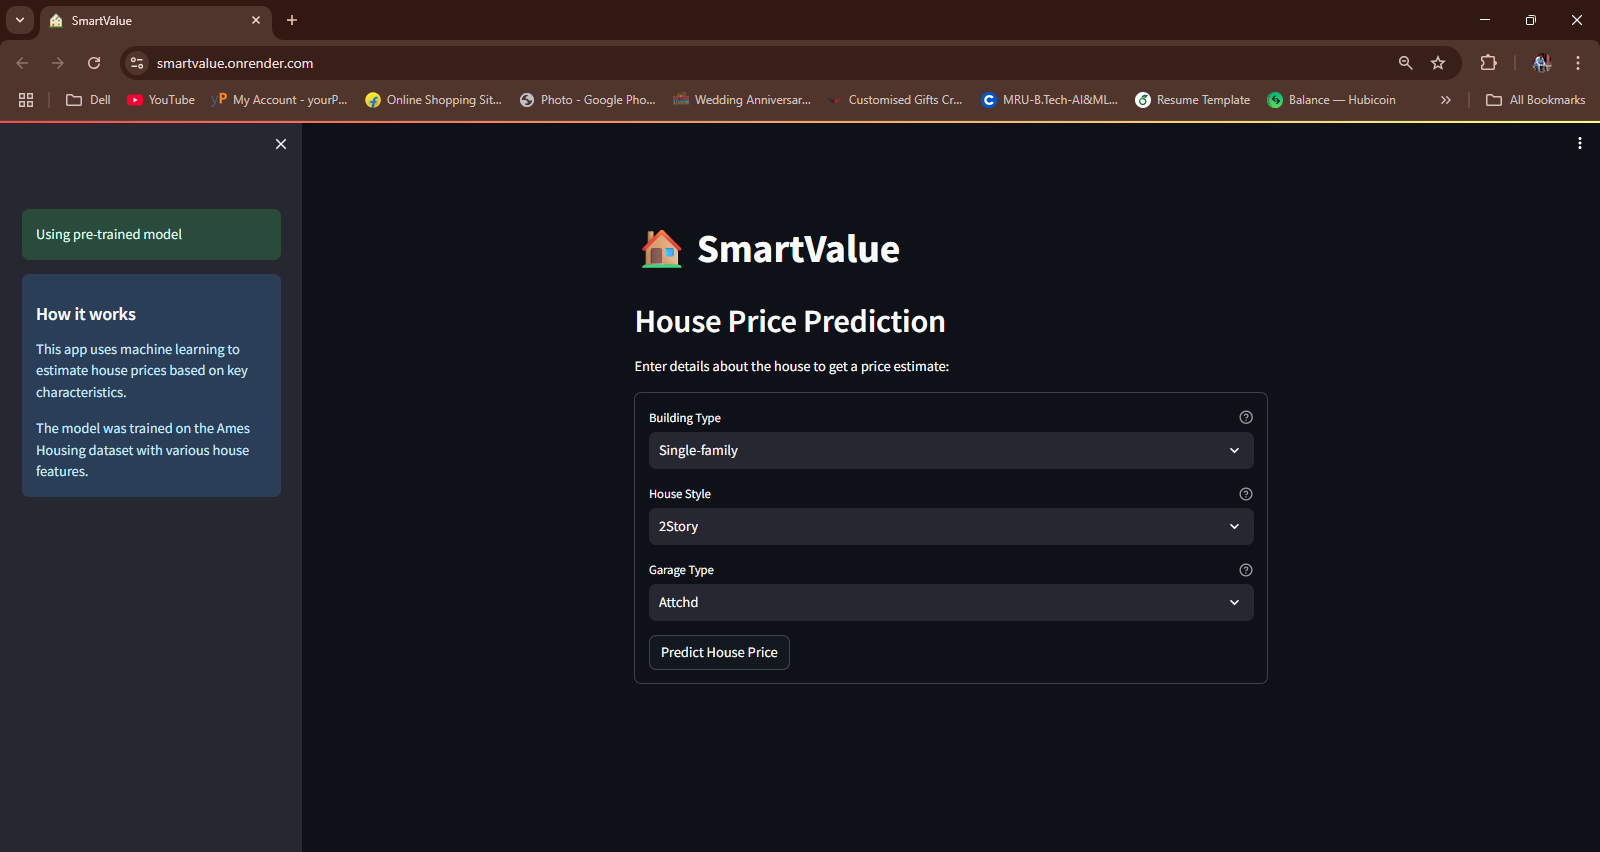 SmartValue
smartvalue.onrender.com
Dell
YouTube
My Account - yourP...
Online Shopping Sit...
Photo - Google Pho...
Wedding Anniversar...
Customised Gifts Cr...
MRU-B.Tech-AI&ML...
Resume Template
Balance — Hubicoin
All Bookmarks
Using pre-trained model
How it works
This app uses machine learning to
estimate house prices based on key
characteristics.
The model was trained on the Ames
Housing dataset with various house
features.
SmartValue
House Price Prediction
Enter details about the house to get a price estimate:
Building Type
Single-family
House Style
2Story
Garage Type
Attchd
Predict House Price